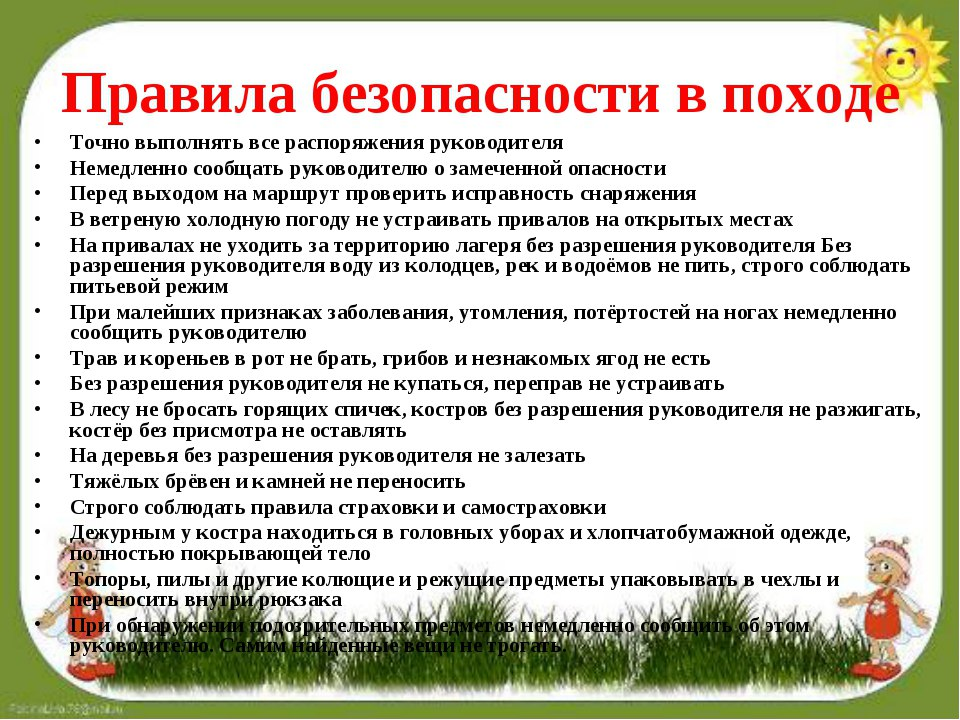 Правила безопасности в походе
• Точно выполнять все распоряжения руководителя
• Немедленно сообщать руководителю о замеченной опасности
• Перед выходом на маршрут проверить исправность снаряжения
• В ветреную холодную погоду не устраивать привалов на открытых местах
• На привалах не уходить за территорию лагеря без разрешения руководителя Без
разрешения руководителя воду из колодцев, рек и водоёмов не пить, строго соблюдать
питьевой режим
• При малейших признаках заболевания, утомления, потёртостей на ногах немедленно
сообщить руководителю
• Трав и кореньев в рот не брать, грибов и незнакомых ягод не есть
• Без разрешения руководителя не купаться, переправ не устраивать
• В лесу не бросать горящих спичек, костров без разрешения руководителя не разжигать,
костёр без присмотра не оставлять
• На деревья без разрешения руководителя не залезать
• Тяжёлых брёвен и камней не переносить
• Строго соблюдать правила страховки и самостраховки
• Дежурным у костра находиться в головных уборах и хлопчатобумажной одежде,
полностью покрывающей тело
• Топоры, пилы и другие колющие и режущие предметы упаковывать в чехлы и
переносить внутри рюкзака
• При обнаружении подозрительных предметов немедленно сообщить об этом
руководителю. Самим найденные вещи не трогать.